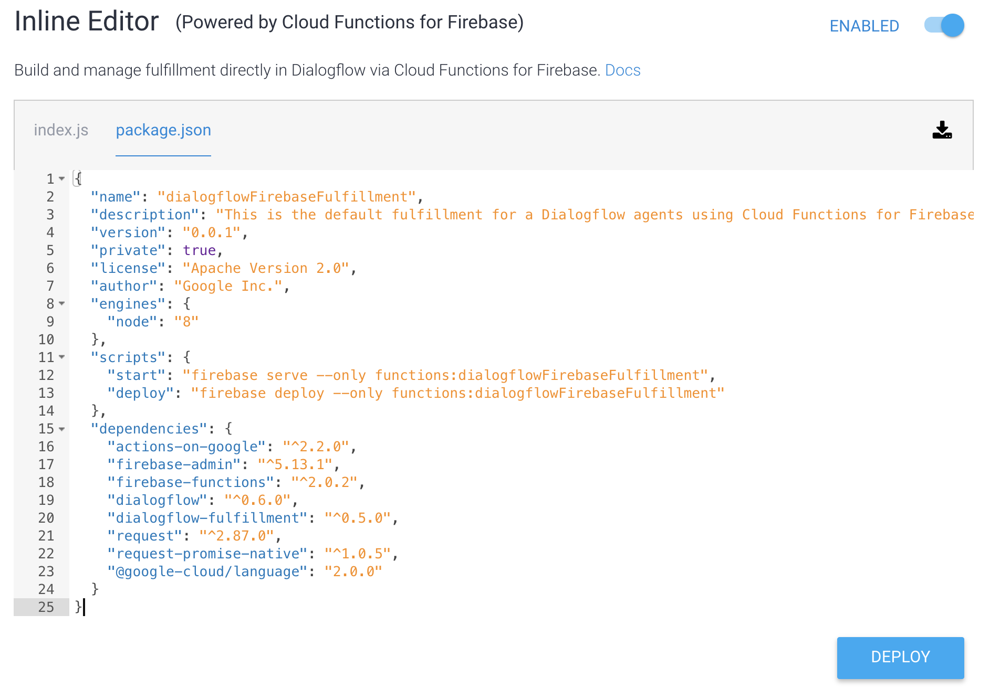 Inline Editor (Powered by Cloud Functions for Firebase)
ENABLED
Build and manage fulfillment directly in Dialogflow via Cloud Functions for Firebase. Docs
index.js package.json
1 {
2 "name": "dialogflowFirebaseFulfillment",
3 "description": "This is the default fulfillment for a Dialogflow agents using Cloud Functions for Firebase
4 "version": "0.0.1",
5 "private": true,
6 "license": "Apache Version 2.0",
7 "author": "Google Inc.",
8 "engines": {
9 "node": "8"
10 },
11 "scripts": {
12 "start": "firebase serve --only functions:dialogflowFirebaseFulfillment",
13 "deploy": "firebase deploy --only functions:dialogflowFirebaseFulfillment"
14 },
15 "dependencies": {
16 "actions-on-google": "^2.2.0",
17 "firebase-admin": "^5.13.1",
18 "firebase-functions": "^2.0.2",
19 "dialogflow": "^0.6.0",
20 "dialogflow-fulfillment": "^0.5.0",
21 "request": "^2.87.0",
22 "request-promise-native": "^1.0.5",
23 "@google-cloud/language": "2.0.0"
24 }
25 }
DEPLOY